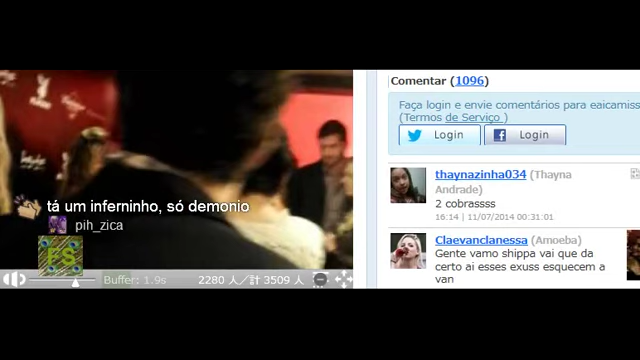 tá um inferninho, só demonio
pih_zica
FS
Buffer: 1.9s
2280 人／計 3509 人
Comentar (1096)
Faça login e envie comentários para eaicamiss
(Termos de Serviço )
Login
Login
thaynazinha034 (Thayna
Andrade)
2 cobrassss
16:14 | 11/07/2014 00:31:01
Claevanclanessa (Amoeba)
Gente vamo shippa vai que da
certo ai esses exuss esquecem a
van